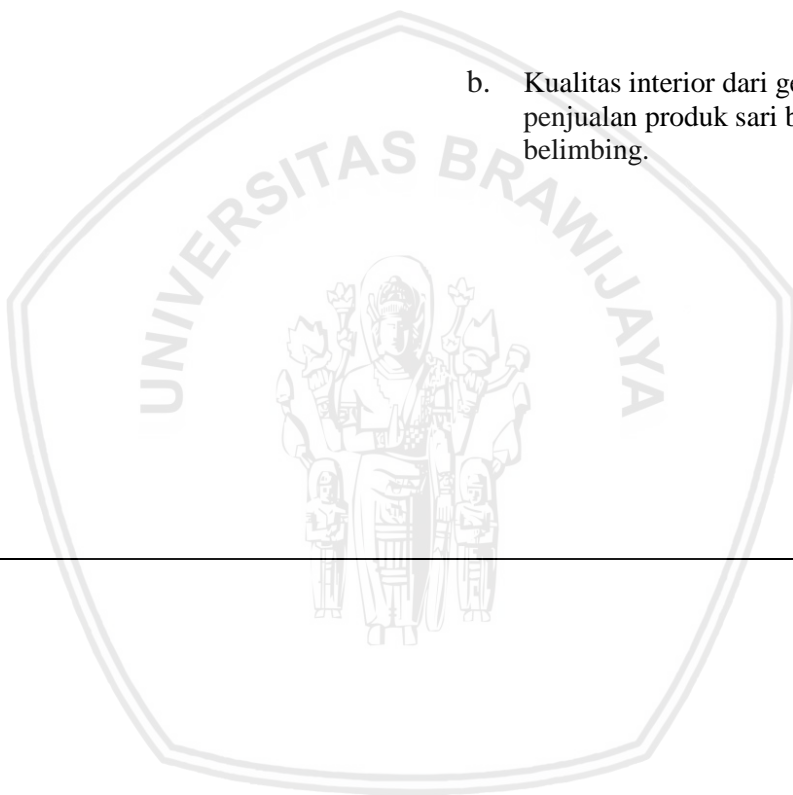 b. Kualitas interior dari
penjualan produk sari
belimbing.
UNIVERSITAS BRAWIJAYA